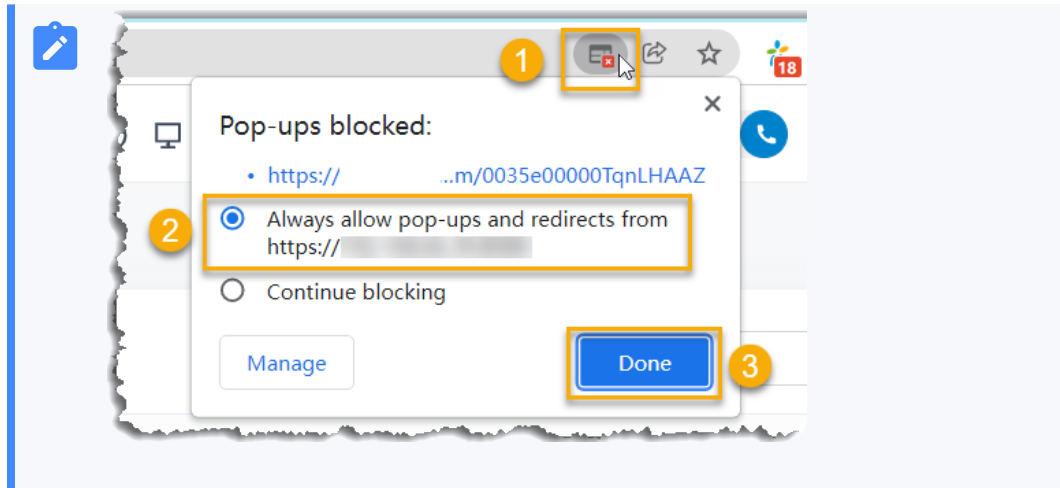 1
18
Pop-ups blocked:
• https:// ...m/0035e00000TqnLHAAZ
2
Always allow pop-ups and redirects from
https://
Continue blocking
Manage
Done
3